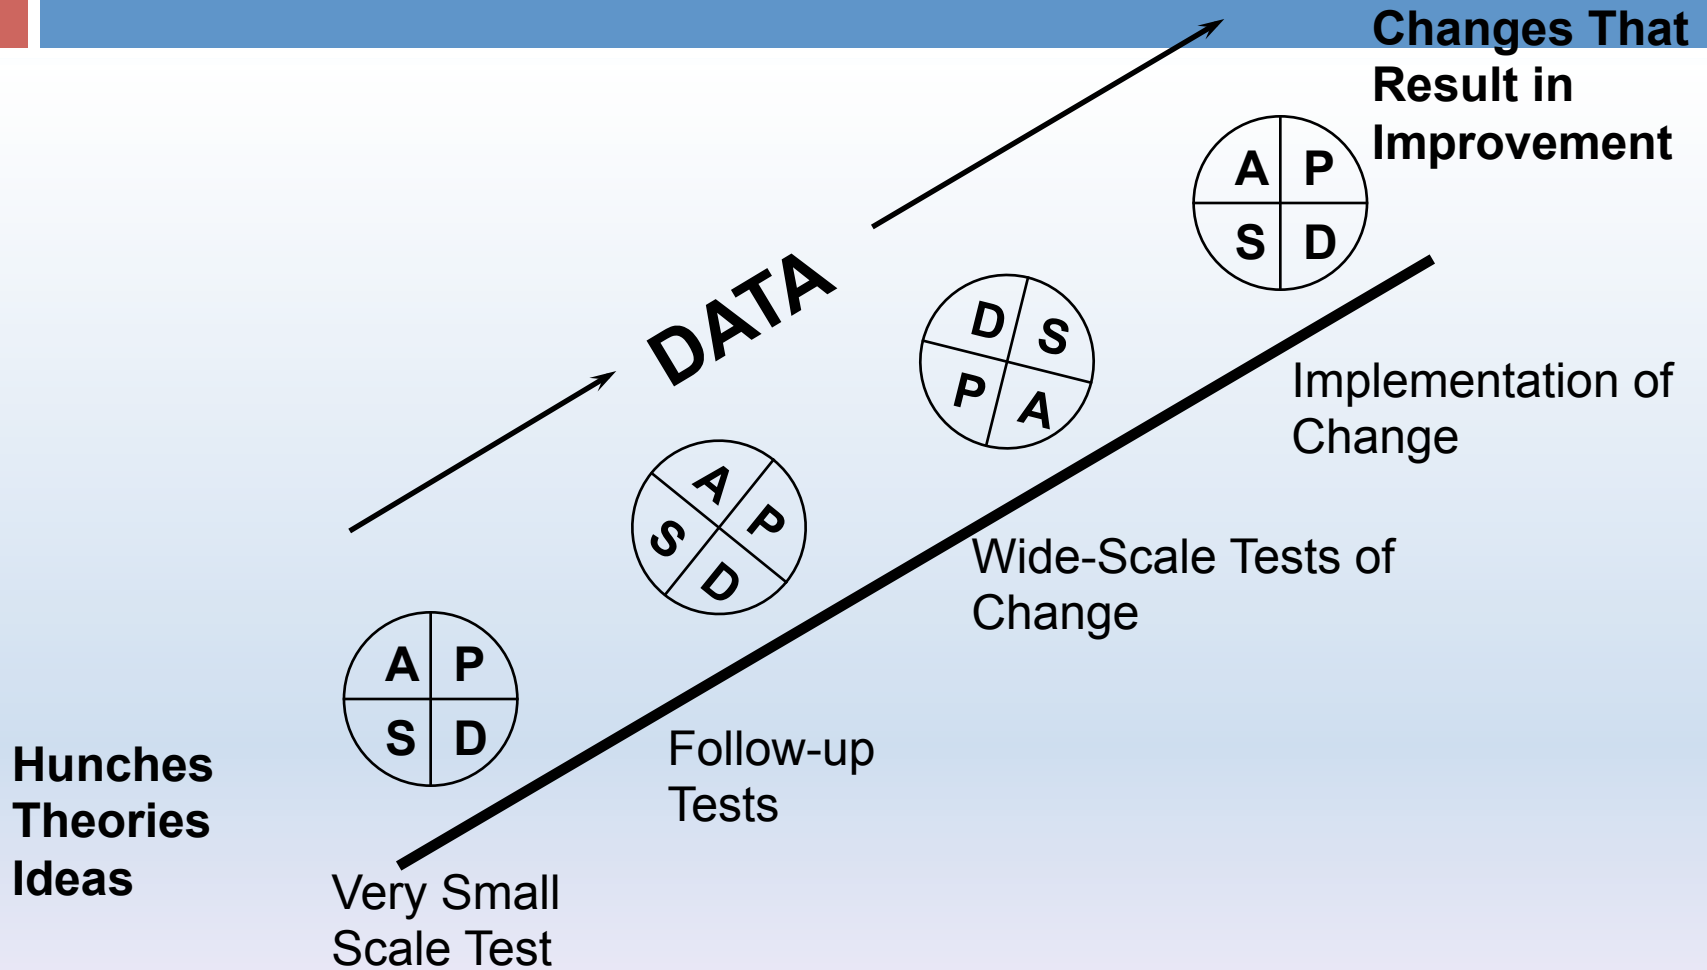 Changes That
Result in
Improvement
A P
S D
DATA
D S
P A
Implementation of
Change
A P
S D
Wide-Scale Tests of
Change
A P
S D
Follow-up
Tests
Hunches
Theories
Ideas
Very Small
Scale Test